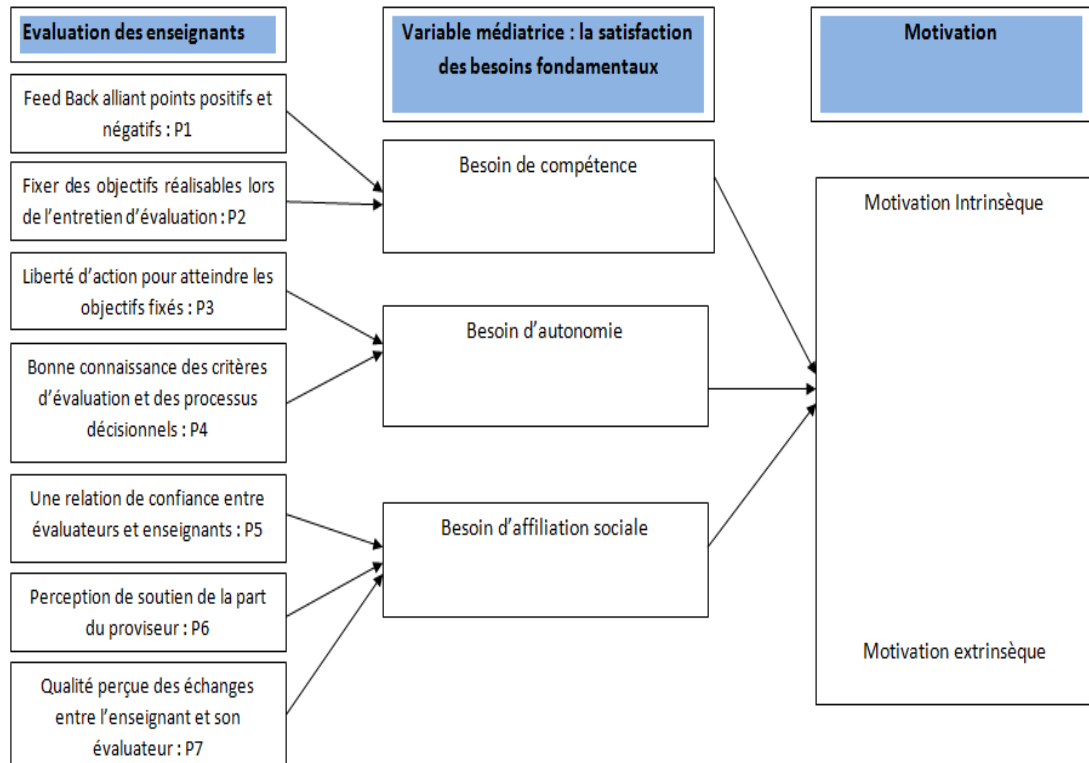 Evaluation des enseignants
Feed Back alliant points positifs et
négatifs : P1
Fixer des objectifs réalisables lors
de l'entretien d'évaluation : P2
Liberté d'action pour atteindre les
objectifs fixés : P3
Bonne connaissance des critères
d'évaluation et des processus
décisionnels : P4
Une relation de confiance entre
évaluateurs et enseignants : P5
Perception de soutien de la part
du proviseur : P6
Qualité perçue des échanges
entre l'enseignant et son
évaluateur : P7
Variable médiatrice : la satisfaction
des besoins fondamentaux
Besoin de compétence
Besoin d'autonomie
Besoin d'affiliation sociale
Motivation
Motivation Intrinsèque
Motivation extrinsèque